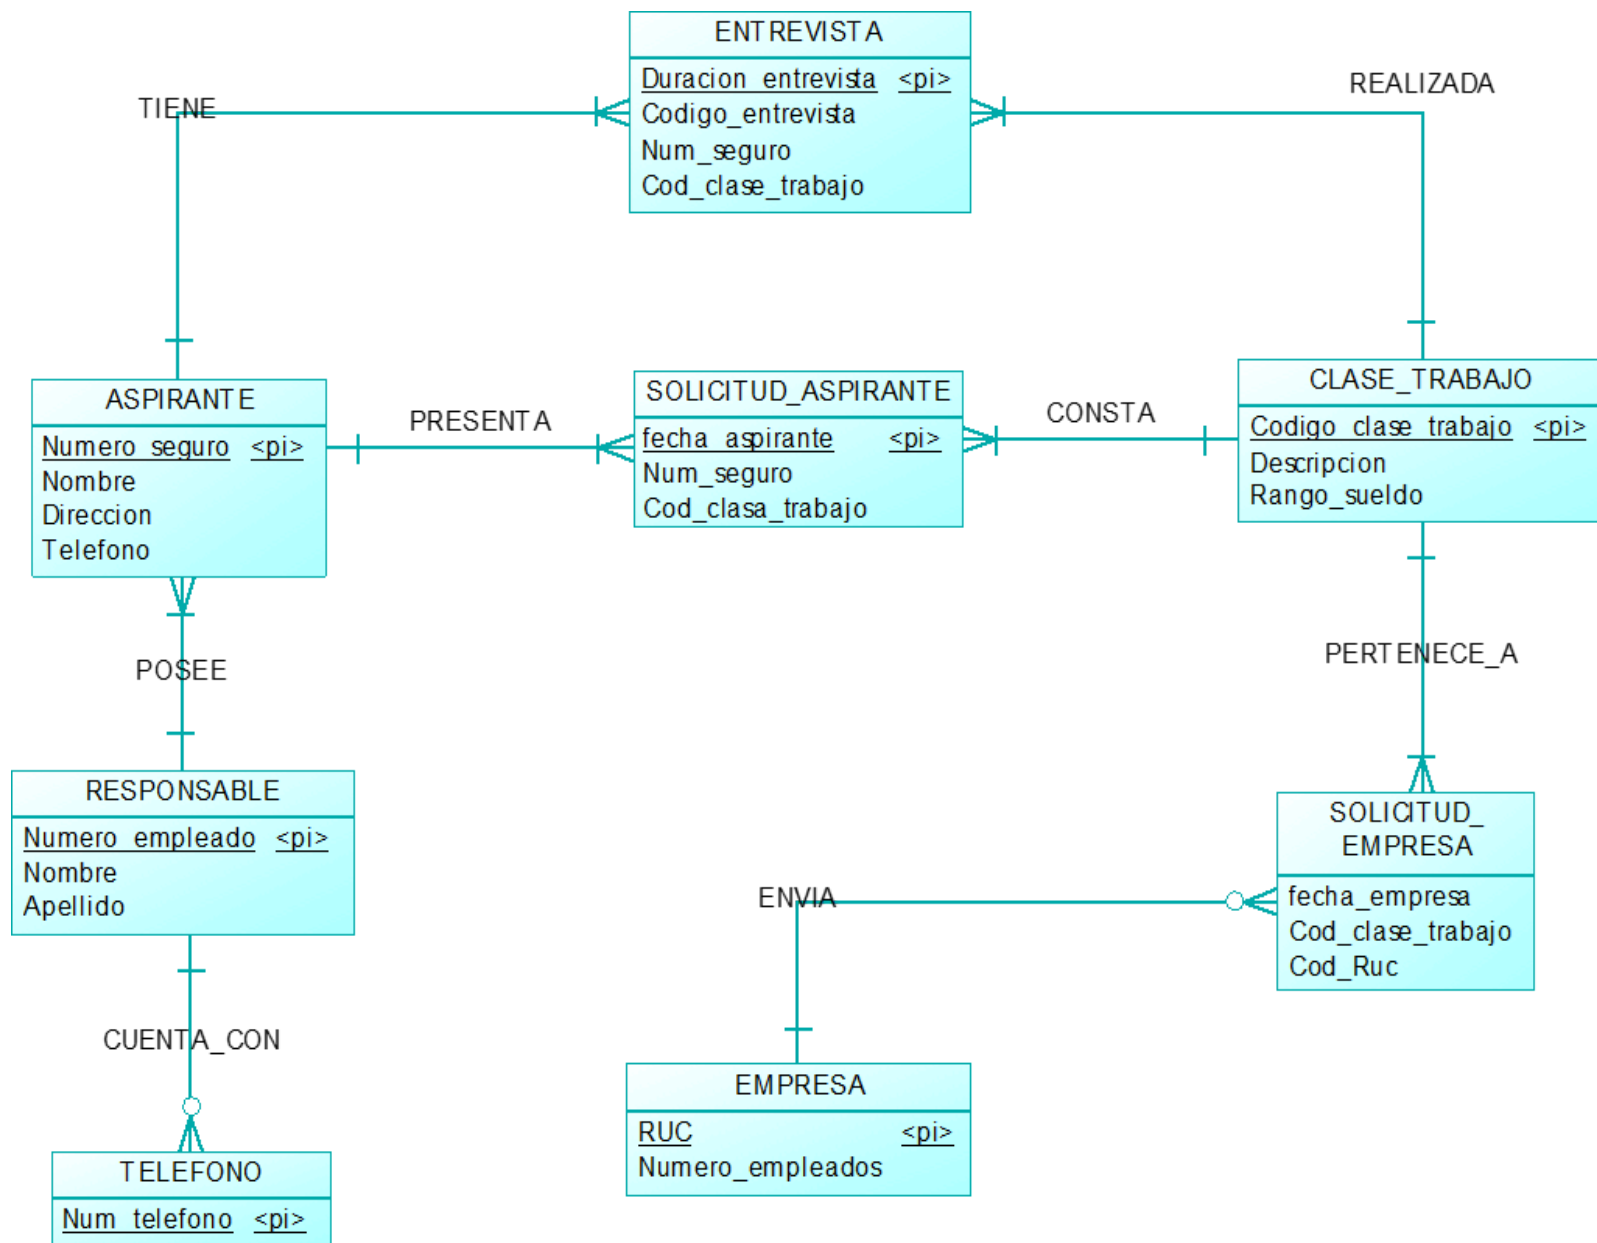 ENTREVISTA
Duracion_entrevista <pi>
Codigo_entrevista
Num_seguro
Cod_clase_trabajo
TIENE
REALIZADA
ASPIRANTE
Numero_seguro <pi>
Nombre
Direccion
Telefono
PRESENTA
SOLICITUD_ASPIRANTE
fecha_aspirante <pi>
Num_seguro
Cod_clasa_trabajo
CONSTA
CLASE_TRABAJO
Codigo_clase_trabajo <pi>
Descripcion
Rango_sueldo
POSEE
PERTENECE_A
RESPONSABLE
Numero_empleado <pi>
Nombre
Apellido
SOLICITUD_
EMPRESA
fecha_empresa
Cod_clase_trabajo
Cod_Ruc
ENVIA
CUENTA_CON
EMPRESA
RUC <pi>
Numero_empleados
TELEFONO
Num_telefono <pi>